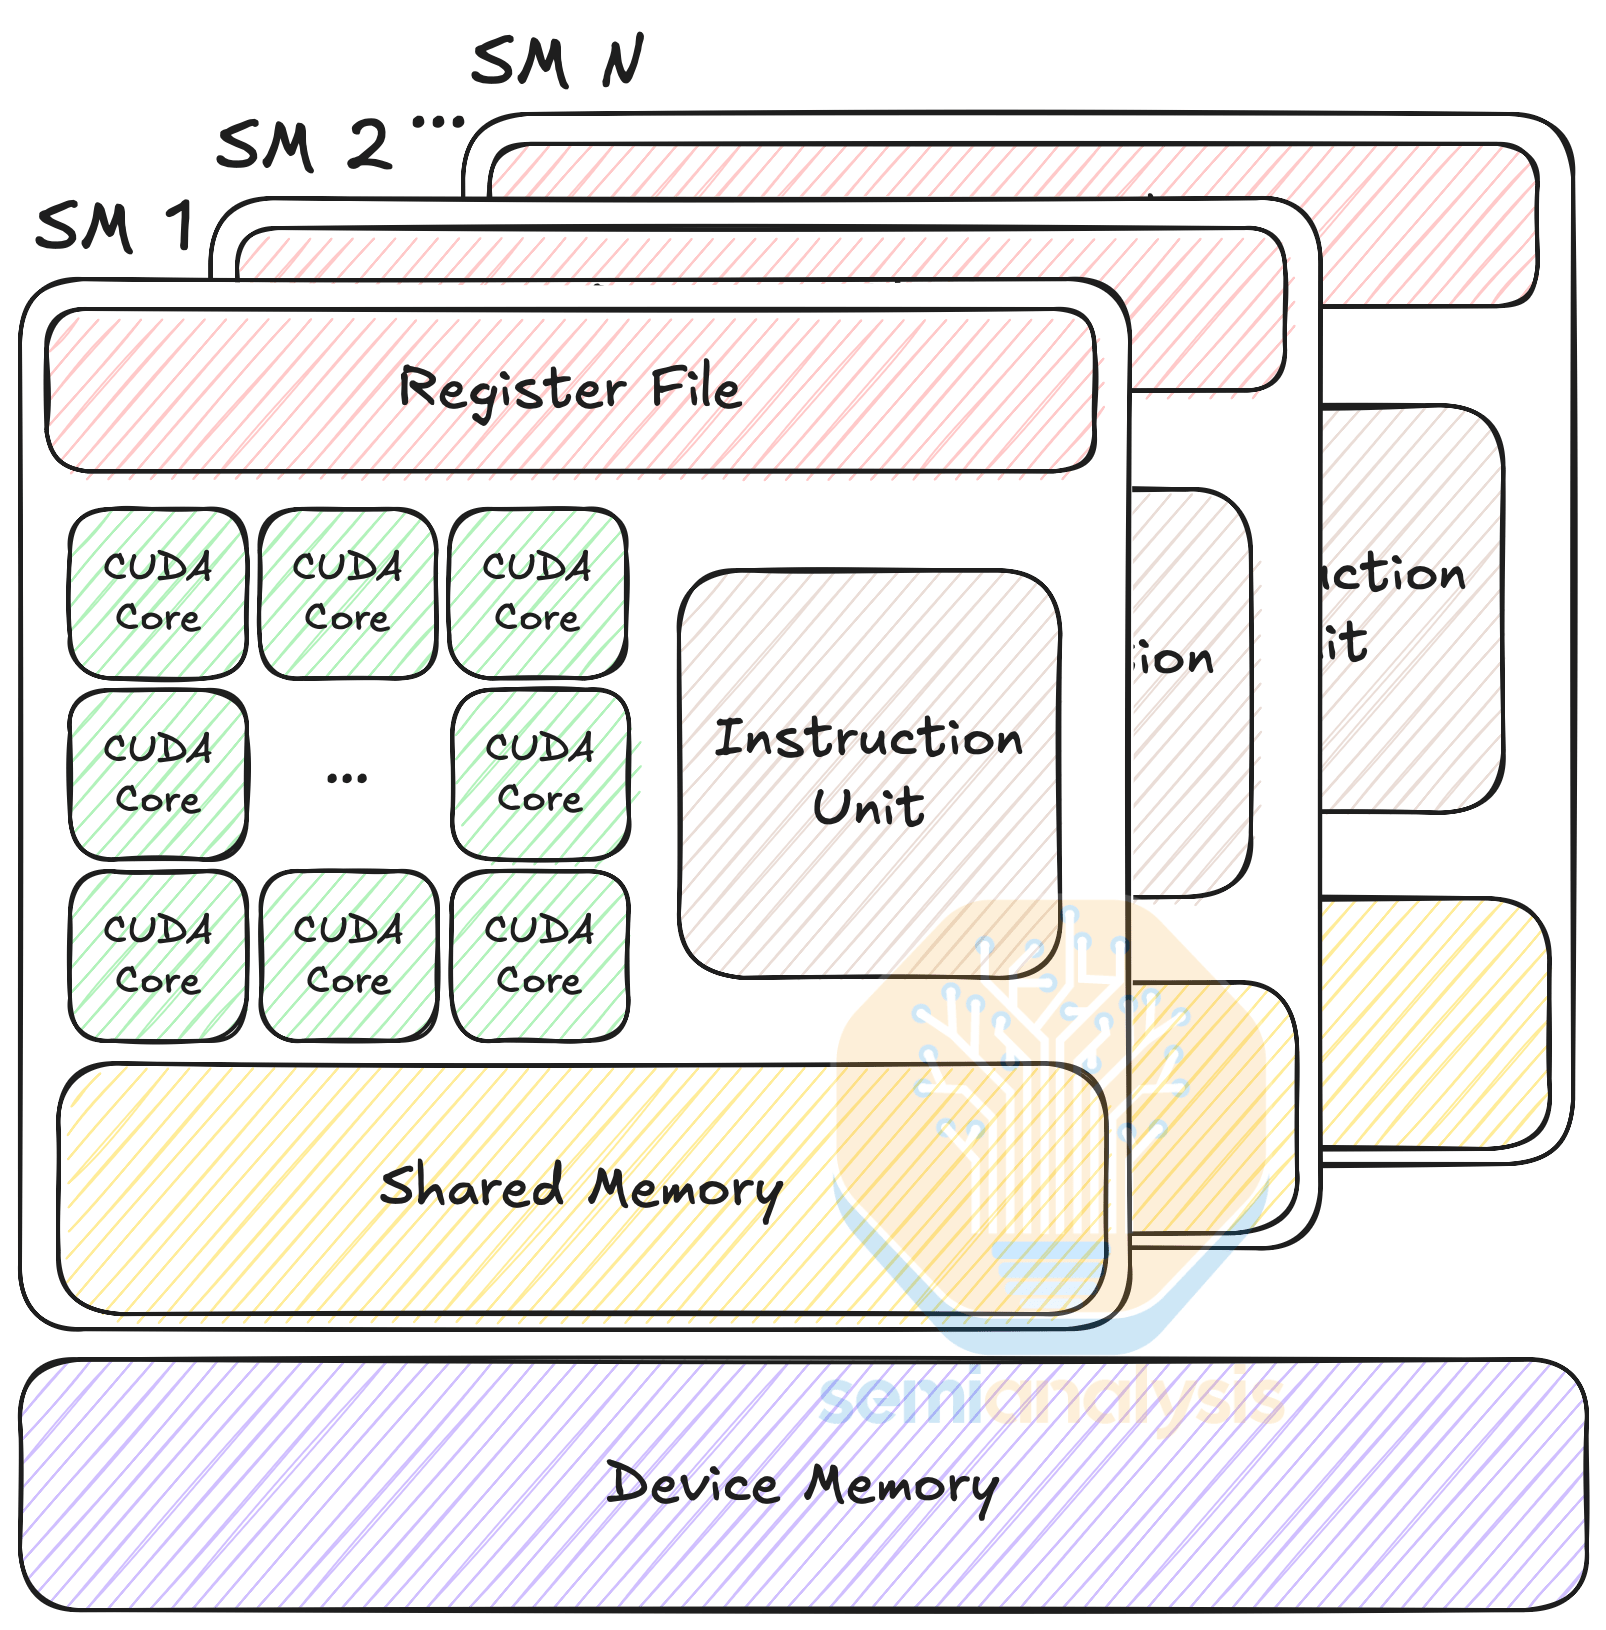 SM N
SM 2 ...
SM 1
Register File
CUDA Core
CUDA Core
CUDA Core
CUDA Core
...
CUDA Core
CUDA Core
CUDA Core
CUDA Core
Instruction
Unit
ction
it
ion
Shared Memory
semianalysis
Device Memory